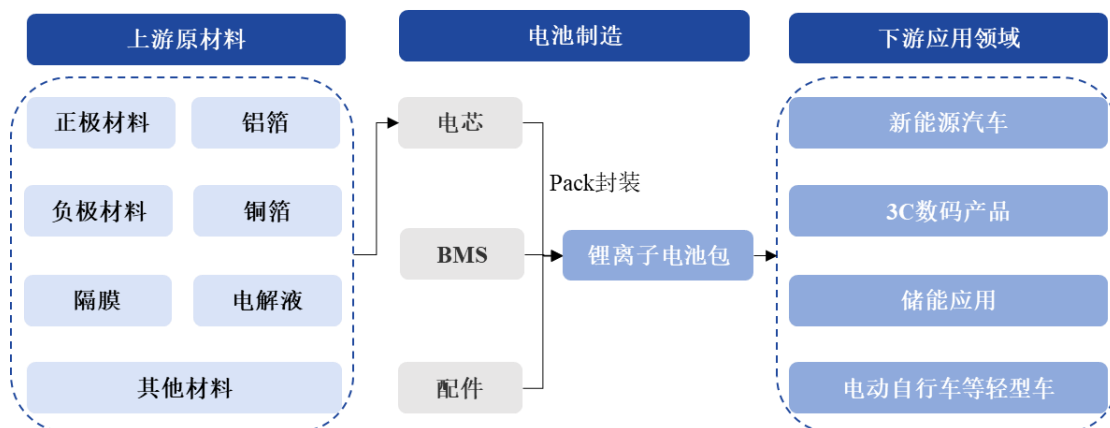 上游原材料
电池制造
下游应用领域
正极材料
铝箔
电芯
新能源汽车
Pack封装
负极材料
铜箔
3C数码产品
BMS
锂离子电池包
隔膜
电解液
储能应用
其他材料
配件
电动自行车等轻型车